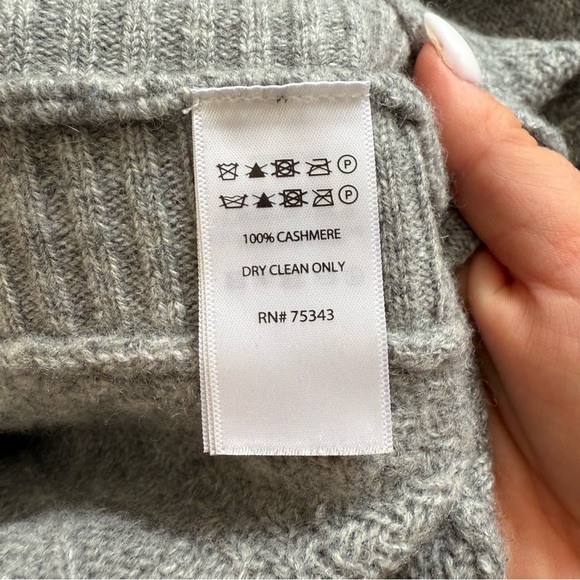 P
P
100% CASHMERE
DRY CLEAN ONLY
RN# 75343